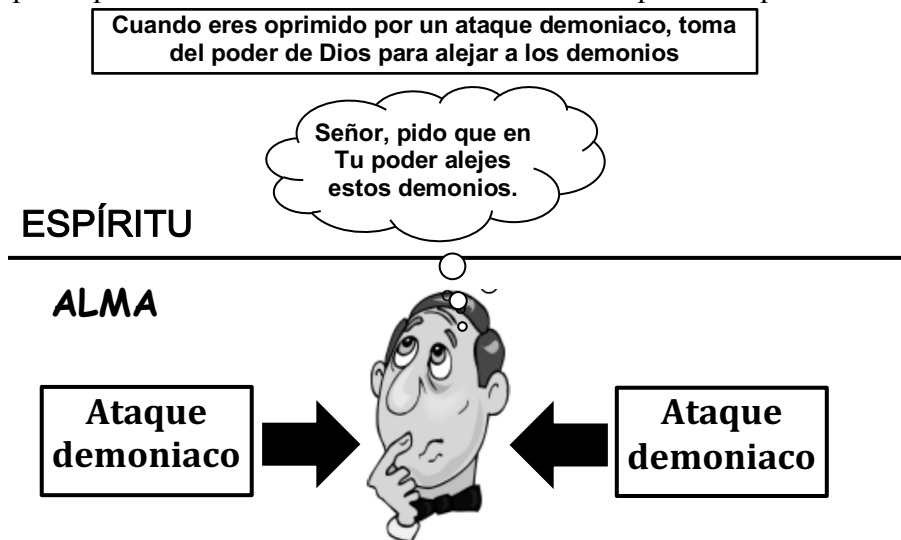 Cuando eres oprimido por un ataque demoniaco, toma
del poder de Dios para alejar a los demonios
Señor, pido que en
Tu poder alejes
estos demonios.
ESPÍRITU
ALMA
Ataque
demoniaco
Ataque
demoniaco